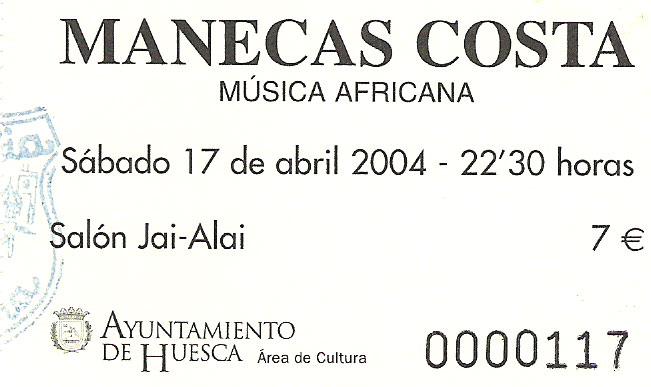 MANECAS COSTA
MÚSICA AFRICANA
Sábado 17 de abril 2004 - 22'30 horas
Salón Jai-Alai 7 €
AYUNTAMIENTO
DE HUESCA Área de Cultura 0000117